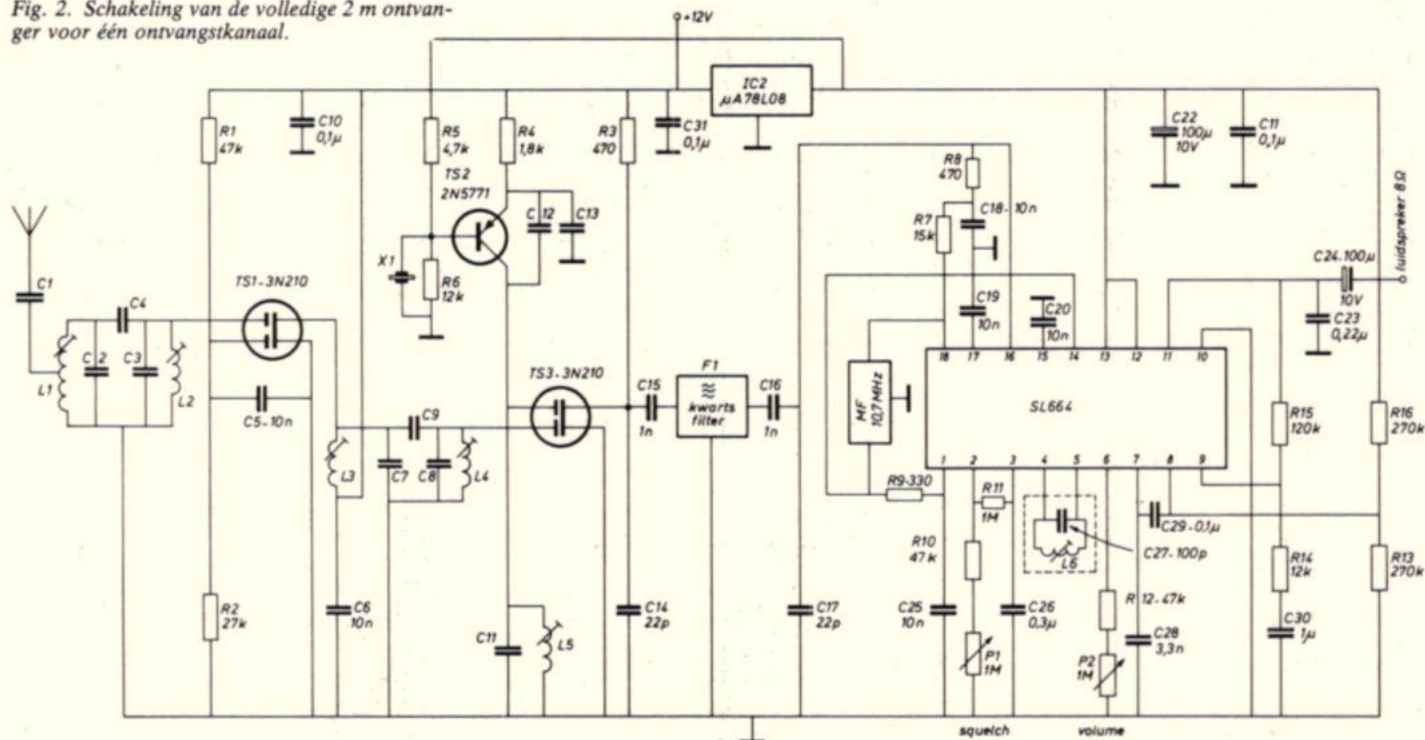 Fig. 2. Schakeling van de volledige 2 m ontvan-
ger voor één ontvangstkanaal.
+12V
IC2
µA78L08
R1
47k
C10
0,1µ
R5
4,7k
R4
1,8k
R3
470
C31
0,1µ
C22
100µ
10V
C11
0,1µ
TS2
2N5771
R8
470
C18-10n
R7
15k
C12
C13
X1
R6
12k
luidspreker 8Ω
C24-100µ
10V
C23
0,22µ
C1
C4
TS1-3N210
C19
10n
C20
10n
C2
C3
L1
L2
C5-10n
18
17
16
15
14
13
12
11
10
TS3-3N210
C15
1n
F1
kwarts
filter
C16
1n
MF
10,7MHz
SL664
R15
120k
R16
270k
C9
L3
C7
C8
L4
1
2
3
4
5
6
7
8
9
R9-330
R11
1M
C29-0,1µ
C27-100p
L6
R10
47k
R14
12k
R13
270k
R2
27k
C6
10n
C11
L5
C14
22p
C17
22p
C25
10n
C26
0,3µ
R12-47k
C28
3,3n
C30
1µ
P1
1M
P2
1M
squelch
volume